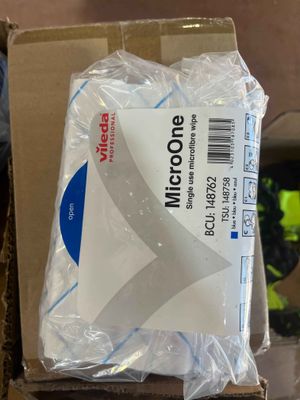 vileda
PROFESSIONAL
MicroOne
Single use microfibre wipe
BCU: 148762
TSU: 148758
open